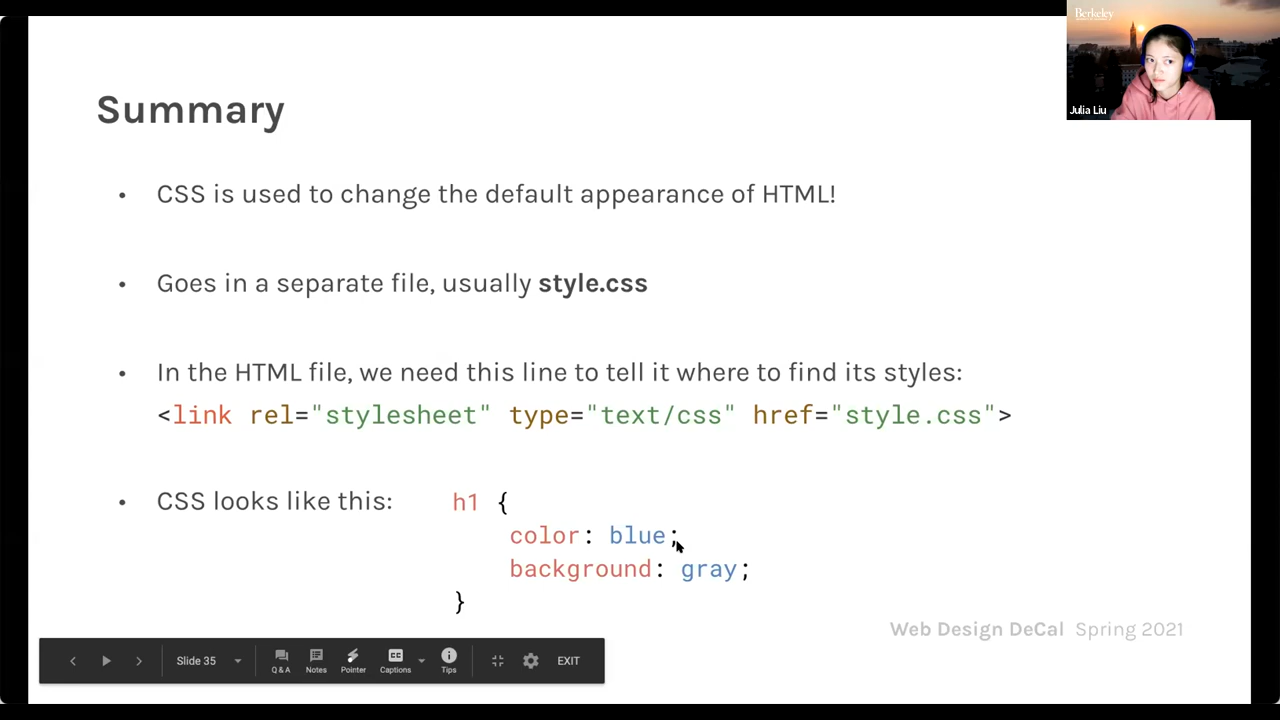 Berkeley
Julia Liu
Summary
• CSS is used to change the default appearance of HTML!
• Goes in a separate file, usually style.css
• In the HTML file, we need this line to tell it where to find its styles:
<link rel="stylesheet" type="text/css" href="style.css">
• CSS looks like this:
h1 {
color: blue;
background: gray;
}
Web Design DeCal Spring 2021
Slide 35
Q & A
Notes
Pointer
Captions
Tips
EXIT